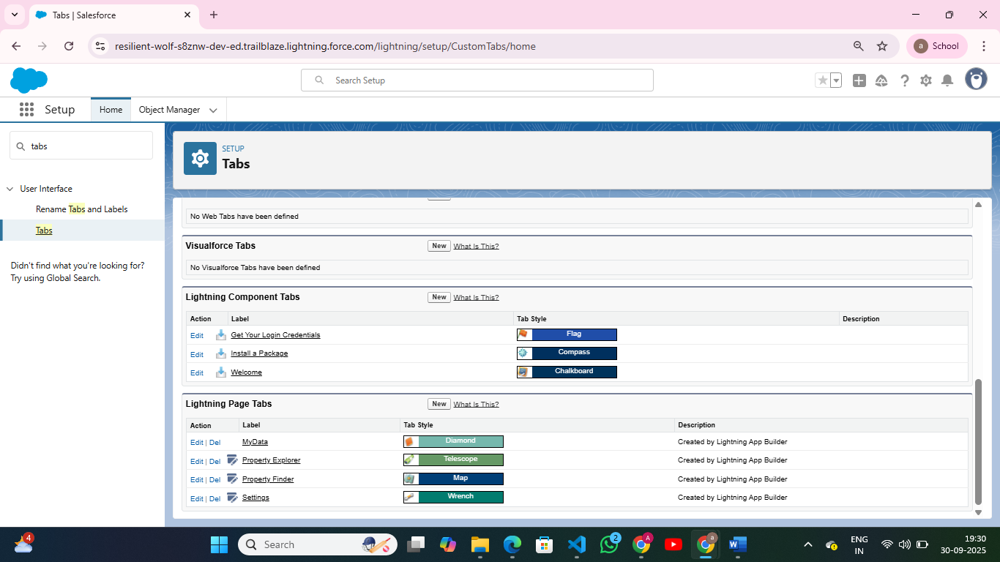 Tabs | Salesforce
resilient-wolf-s8znw-dev-ed.trailblaze.lightning.force.com/lightning/setup/CustomTabs/home
a School
Search Setup
Setup Home Object Manager
tabs
User Interface
Rename Tabs and Labels
Tabs
Didn't find what you're looking for?
Try using Global Search.
SETUP
Tabs
No Web Tabs have been defined
Visualforce Tabs New What Is This?
No Visualforce Tabs have been defined
Lightning Component Tabs New What Is This?
Action Label Tab Style Description
Edit Get Your Login Credentials Flag
Edit Install a Package Compass
Edit Welcome Chalkboard
Lightning Page Tabs New What Is This?
Action Label Tab Style Description
Edit | Del MyData Diamond Created by Lightning App Builder
Edit | Del Property Explorer Telescope Created by Lightning App Builder
Edit | Del Property Finder Map Created by Lightning App Builder
Edit | Del Settings Wrench Created by Lightning App Builder
4
Search
2
A
a
W
ENG
IN
19:30
30-09-2025